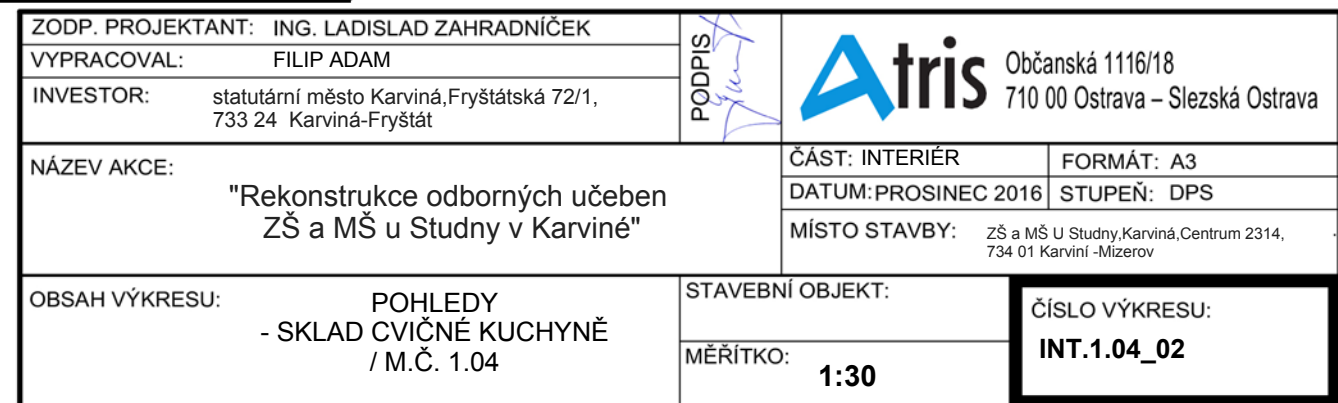 ZODP. PROJEKTANT: ING. LADISLAD ZAHRADNÍČEK
VYPRACOVAL: FILIP ADAM
INVESTOR: statutární město Karviná,Fryštátská 72/1,
733 24 Karviná-Fryštát
PODPIS
Atris
Občanská 1116/18
710 00 Ostrava – Slezská Ostrava
NÁZEV AKCE:
"Rekonstrukce odborných učeben
ZŠ a MŠ u Studny v Karviné"
ČÁST: INTERIÉR
FORMÁT: A3
DATUM: PROSINEC 2016
STUPEŇ: DPS
MÍSTO STAVBY: ZŠ a MŠ U Studny,Karviná,Centrum 2314,
734 01 Karviní -Mizerov
OBSAH VÝKRESU:
POHLEDY
- SKLAD CVIČNÉ KUCHYNĚ
/ M.Č. 1.04
STAVEBNÍ OBJEKT:
MĚŘÍTKO:
1:30
ČÍSLO VÝKRESU:
INT.1.04_02